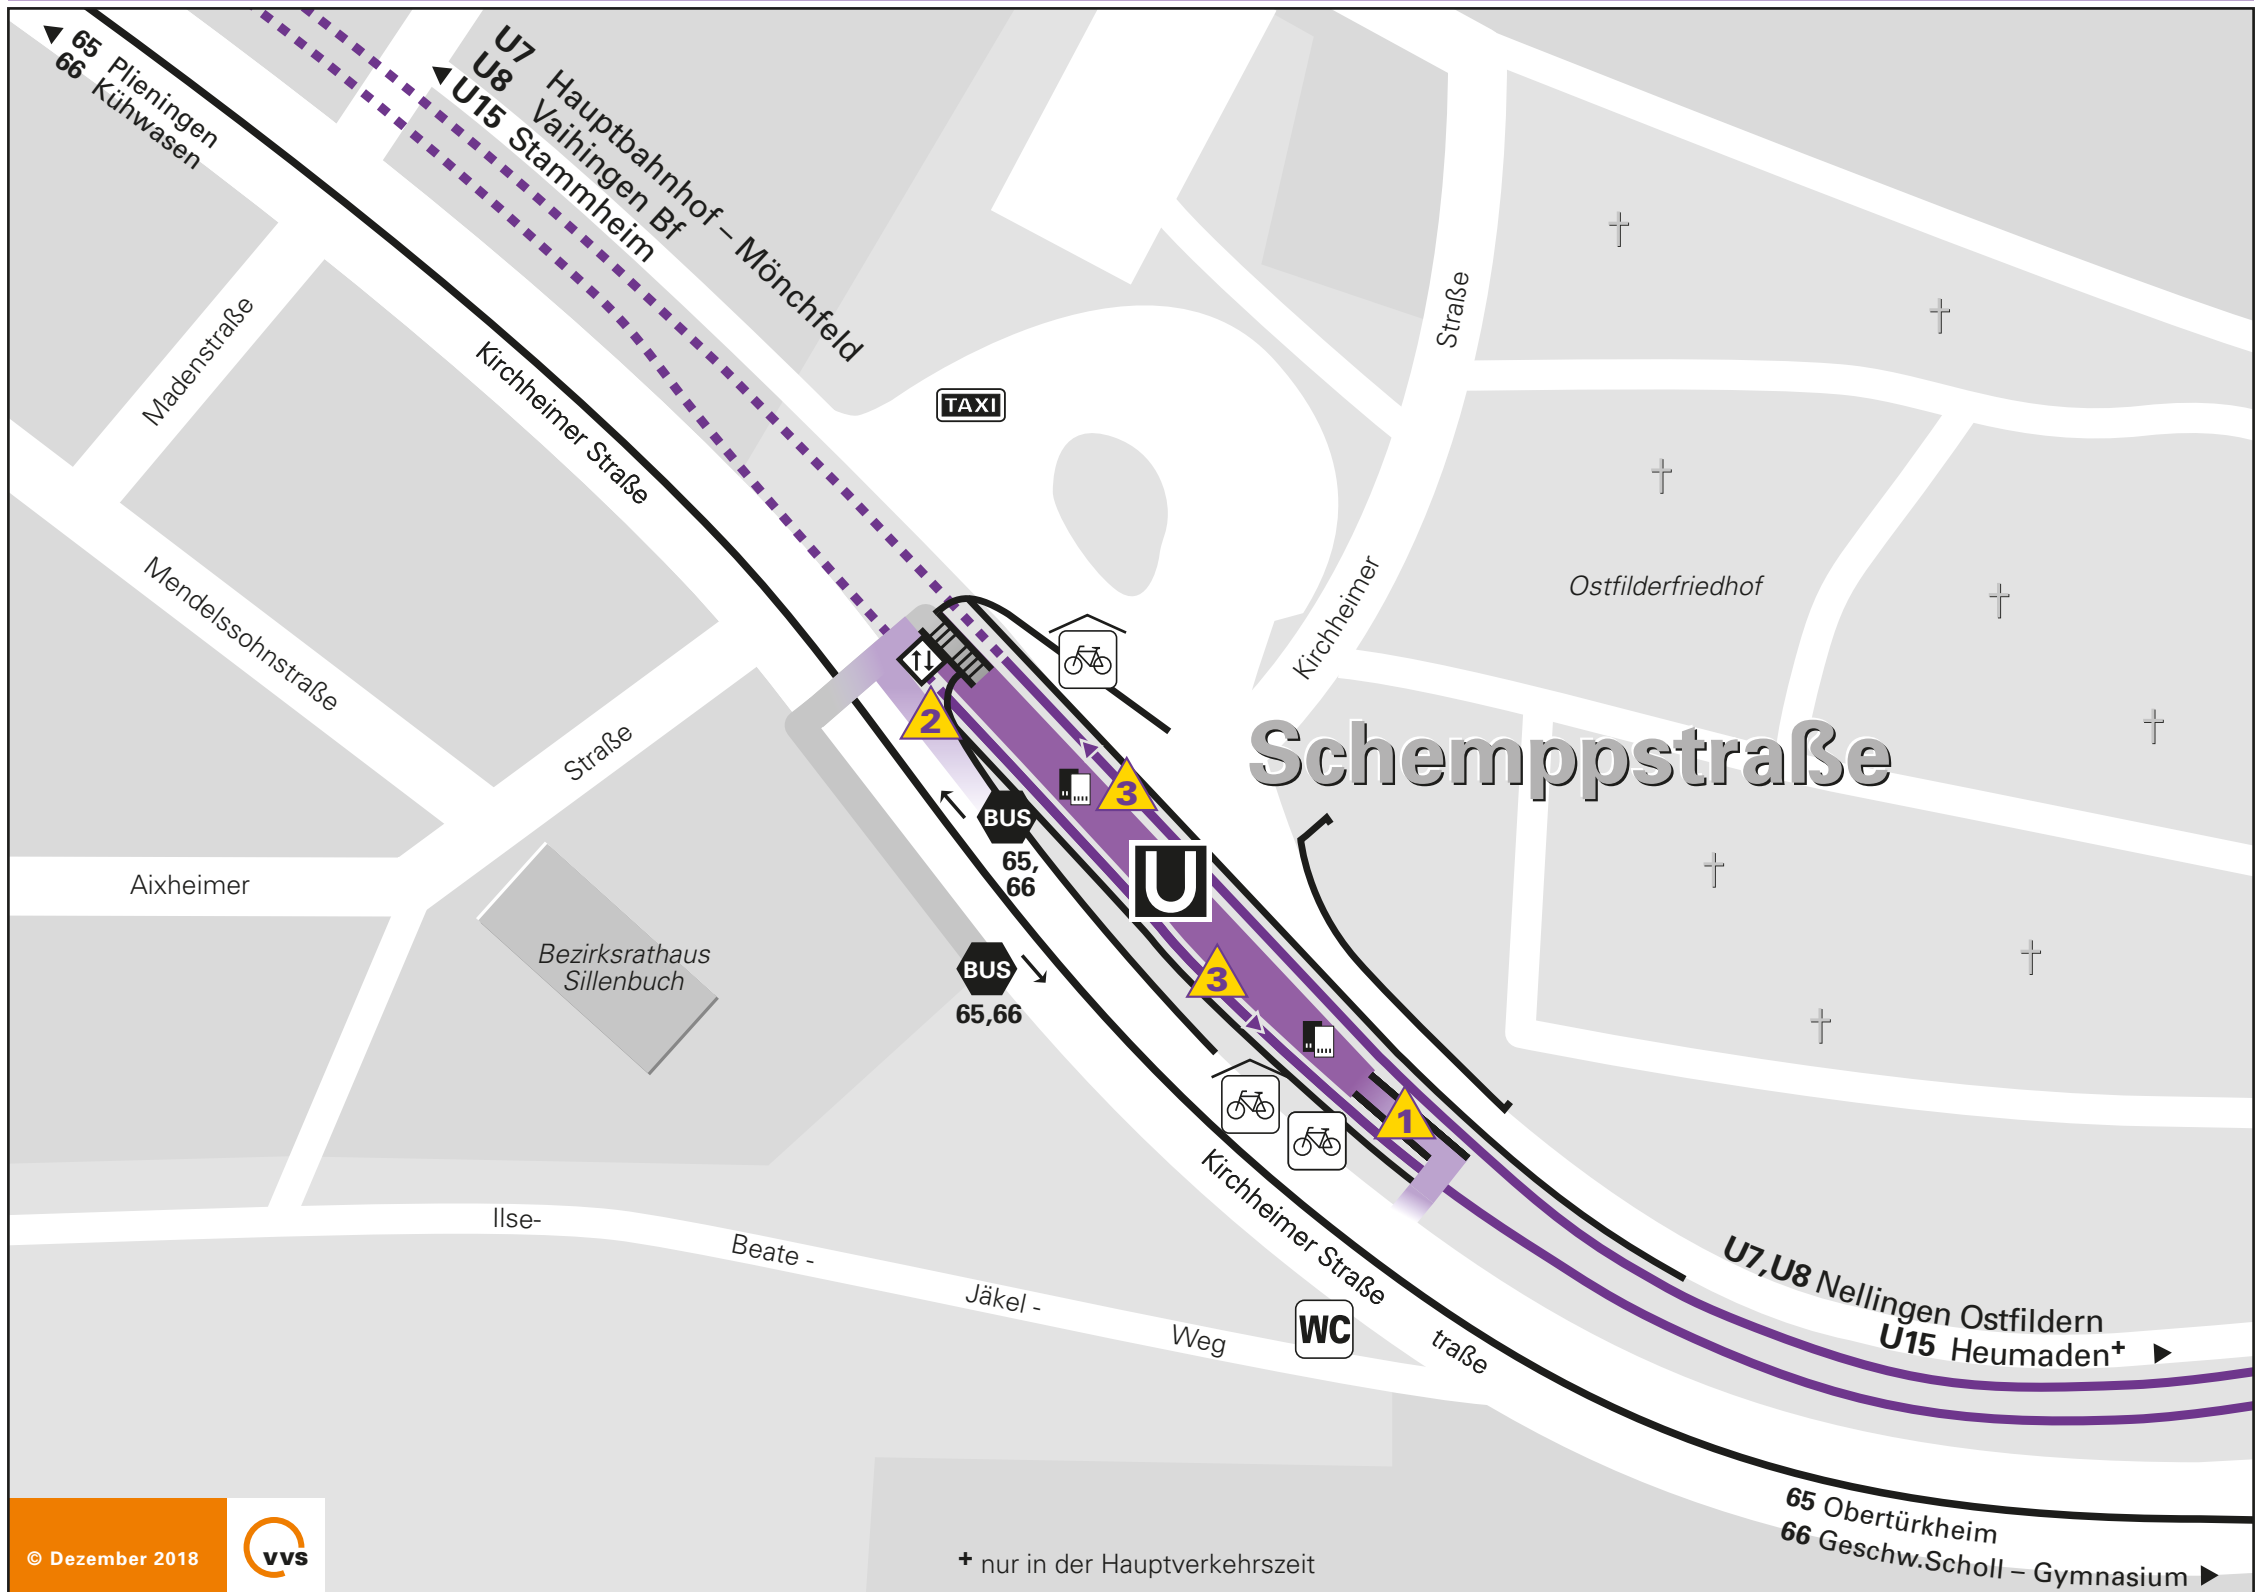 65 Plieningen
66 Kühwasen
U7 Hauptbahnhof – Mönchfeld
U8 Vaihingen Bf
U15 Stammheim
Madenstraße
Kirchheimer Straße
Straße
TAXI
Mendelssohnstraße
Ostfilderfriedhof
Kirchheimer
Straße
Schemppstraße
2
3
BUS
65,
66
U
Aixheimer
Bezirksrathaus
Sillenbuch
BUS
65,66
3
1
Kirchheimer Straße
Ilse-
Beate -
Jäkel -
Weg
WC
traße
U7,U8 Nellingen Ostfildern
U15 Heumaden+
65 Obertürkheim
66 Geschw.Scholl – Gymnasium
© Dezember 2018
vvs
+ nur in der Hauptverkehrszeit